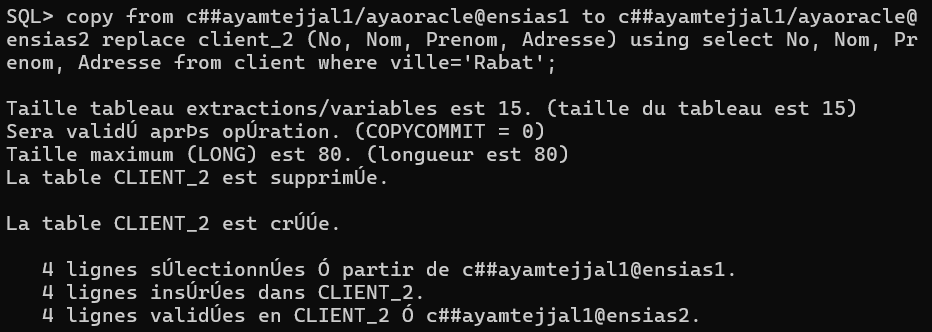 SQL> copy from c##ayamtejjal1/ayaoracle@ensias1 to c##ayamtejjal1/ayaoracle@
ensias2 replace client_2 (No, Nom, Prenom, Adresse) using select No, Nom, Pr
enom, Adresse from client where ville='Rabat';
Taille tableau extractions/variables est 15. (taille du tableau est 15)
Sera validÚ aprÞs opÚration. (COPYCOMMIT = 0)
Taille maximum (LONG) est 80. (longueur est 80)
La table CLIENT_2 est supprimÚe.
La table CLIENT_2 est crÚÚe.
4 lignes sÚlectionnÚes Ó partir de c##ayamtejjal1@ensias1.
4 lignes insÚrÚes dans CLIENT_2.
4 lignes validÚes en CLIENT_2 Ó c##ayamtejjal1@ensias2.